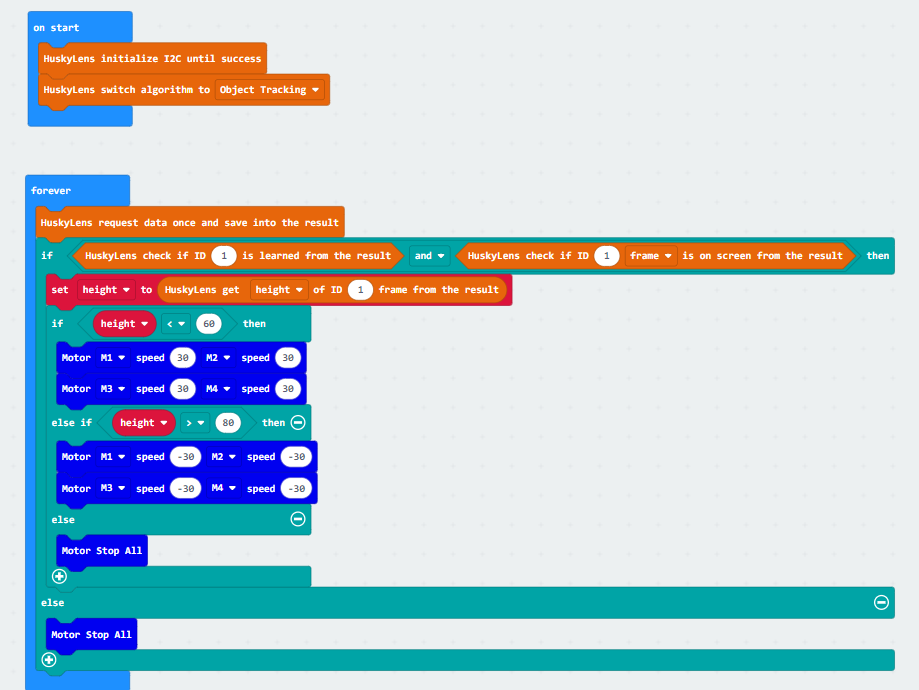 on start
HuskyLens initialize I2C until success
HuskyLens switch algorithm to Object Tracking
forever
HuskyLens request data once and save into the result
if HuskyLens check if ID 1 is learned from the result and HuskyLens check if ID 1 frame is on screen from the result then
set height to HuskyLens get height of ID 1 frame from the result
if height < 60 then
Motor M1 speed 30 M2 speed 30
Motor M3 speed 30 M4 speed 30
else if height > 80 then
Motor M1 speed -30 M2 speed -30
Motor M3 speed -30 M4 speed -30
else
Motor Stop All
else
Motor Stop All